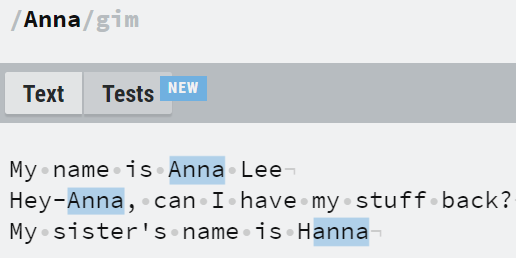 /Anna/gim
Text Tests NEW
My·name·is·Anna·Lee¬
Hey-Anna,·can·I·have·my·stuff·back?
My·sister's·name·is·Hanna¬